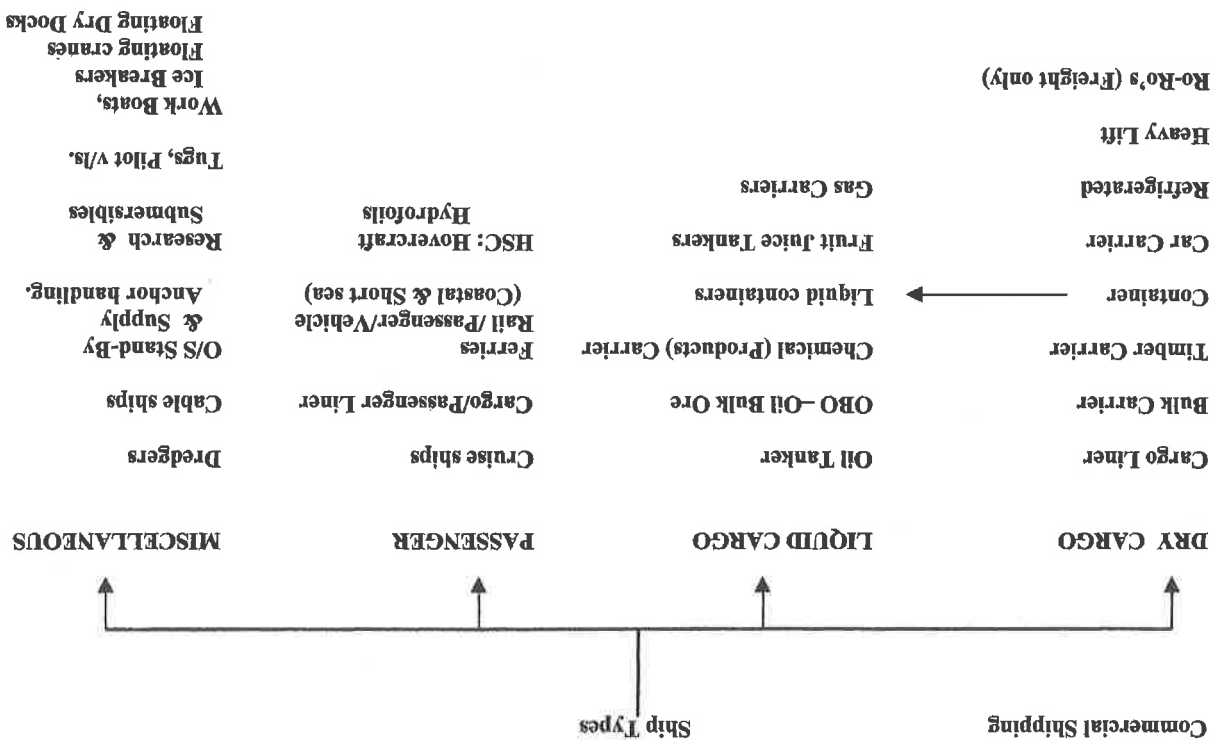 Commercial Shipping
Ship Types
DRY CARGO
Cargo Liner
Bulk Carrier
Timber Carrier
Container
Car Carrier
Refrigerated
Heavy Lift
Ro-Ro's (Freight only)
LIQUID CARGO
Oil Tanker
OBO –Oil Bulk Ore
Chemical (Products) Carrier
Liquid containers
Fruit Juice Tankers
Gas Carriers
PASSENGER
Cruise ships
Cargo/Passenger Liner
Ferries
Rail /Passenger/Vehicle
(Coastal & Short sea)
HSC: Hovercraft
Hydrofoils
MISCELLANEOUS
Dredgers
Cable ships
O/S Stand-By
& Supply
Anchor handling.
Research &
Submersibles
Tugs, Pilot v/ls.
Work Boats,
Ice Breakers
Floating cranes
Floating Dry Docks